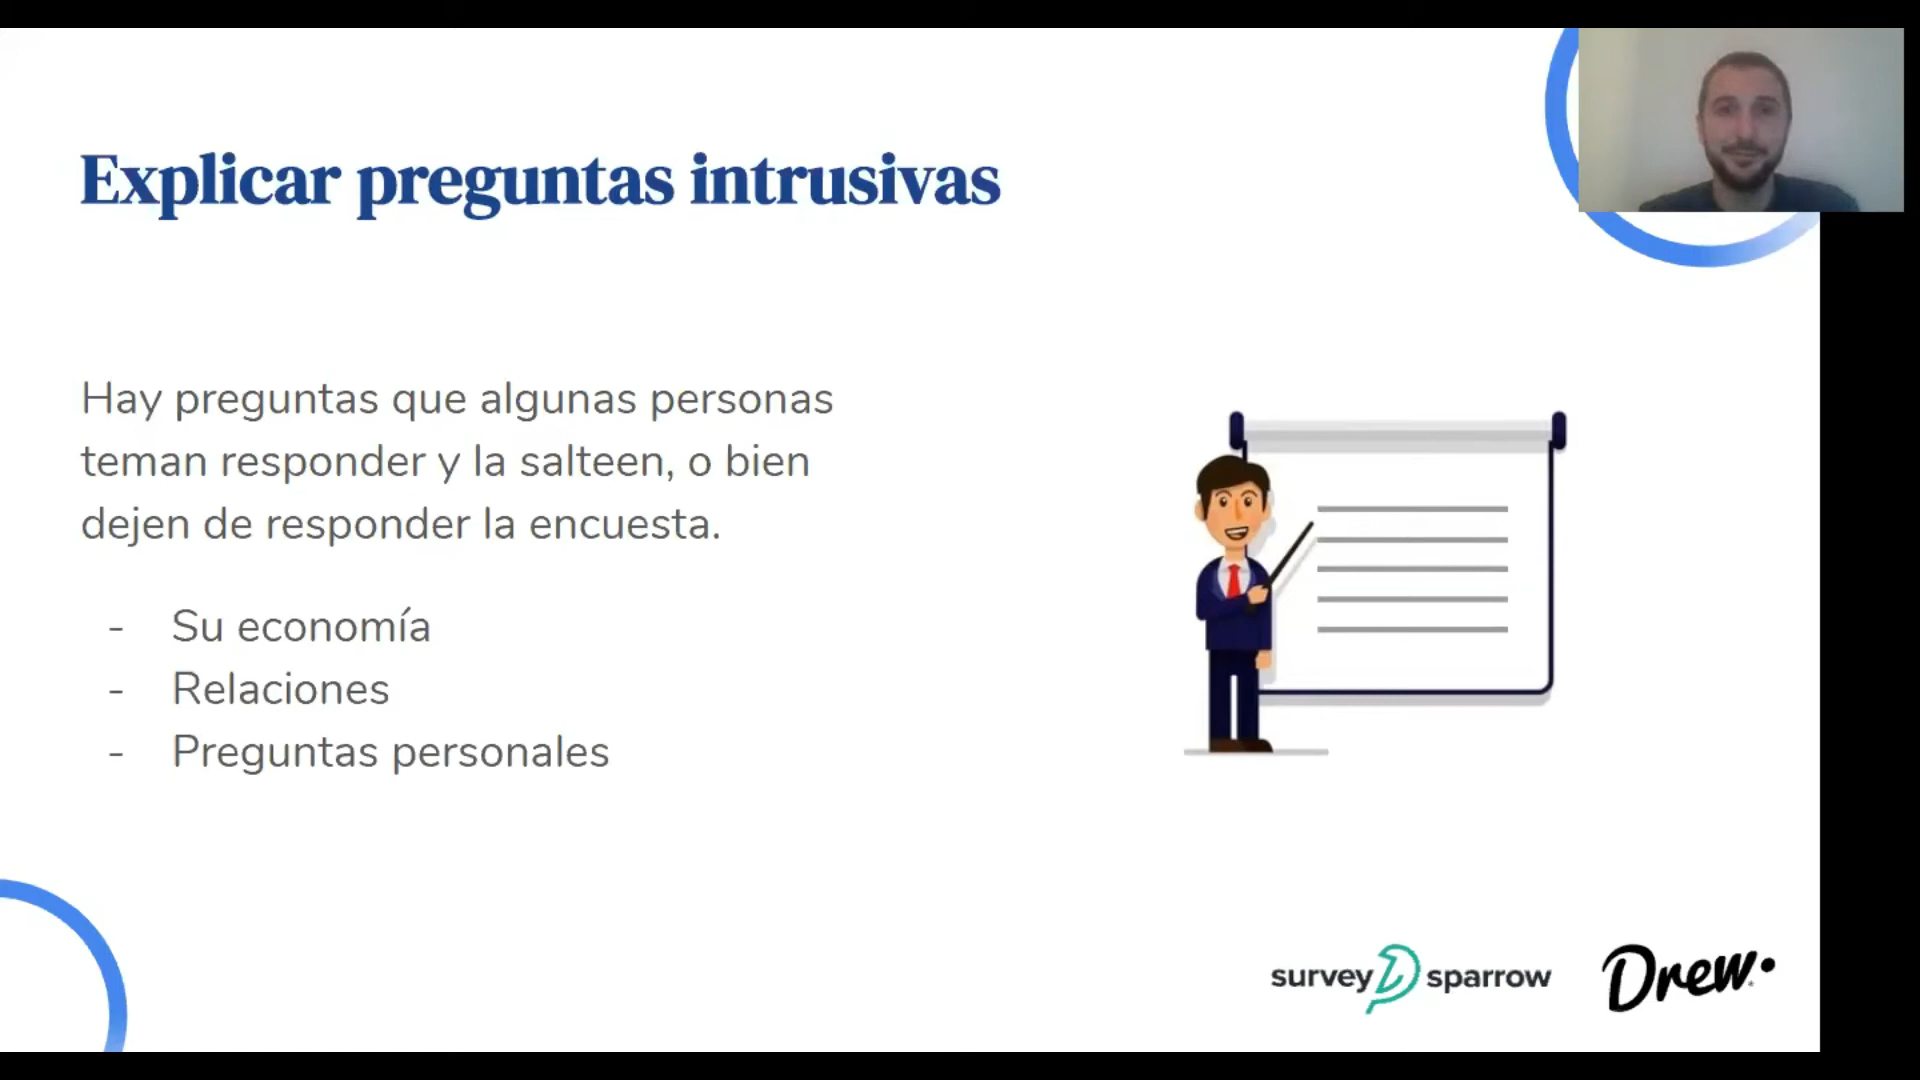 Explicar preguntas intrusivas
Hay preguntas que algunas personas
teman responder y la salteen, o bien
dejen de responder la encuesta.
- Su economía
- Relaciones
- Preguntas personales
survey sparrow
Drew